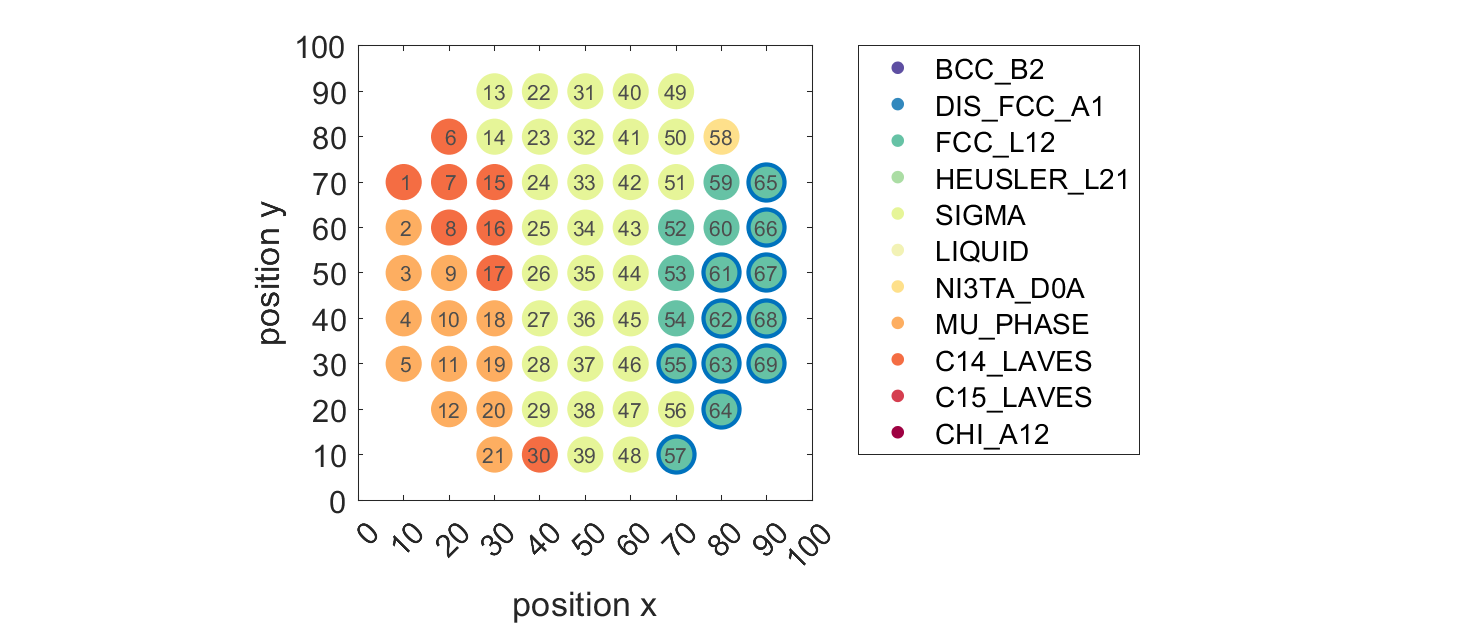 100
90
80
70
60
50
40
30
20
10
0
13 22 31 40 49
6 14 23 32 41 50 58
1 7 15 24 33 42 51 59 65
2 8 16 25 34 43 52 60 66
3 9 17 26 35 44 53 61 67
4 10 18 27 36 45 54 62 68
5 11 19 28 37 46 55 63 69
12 20 29 38 47 56 64
21 30 39 48 57
0 10 20 30 40 50 60 70 80 90 100
position x
position y
BCC_B2
DIS_FCC_A1
FCC_L12
HEUSLER_L21
SIGMA
LIQUID
NI3TA_D0A
MU_PHASE
C14_LAVES
C15_LAVES
CHI_A12